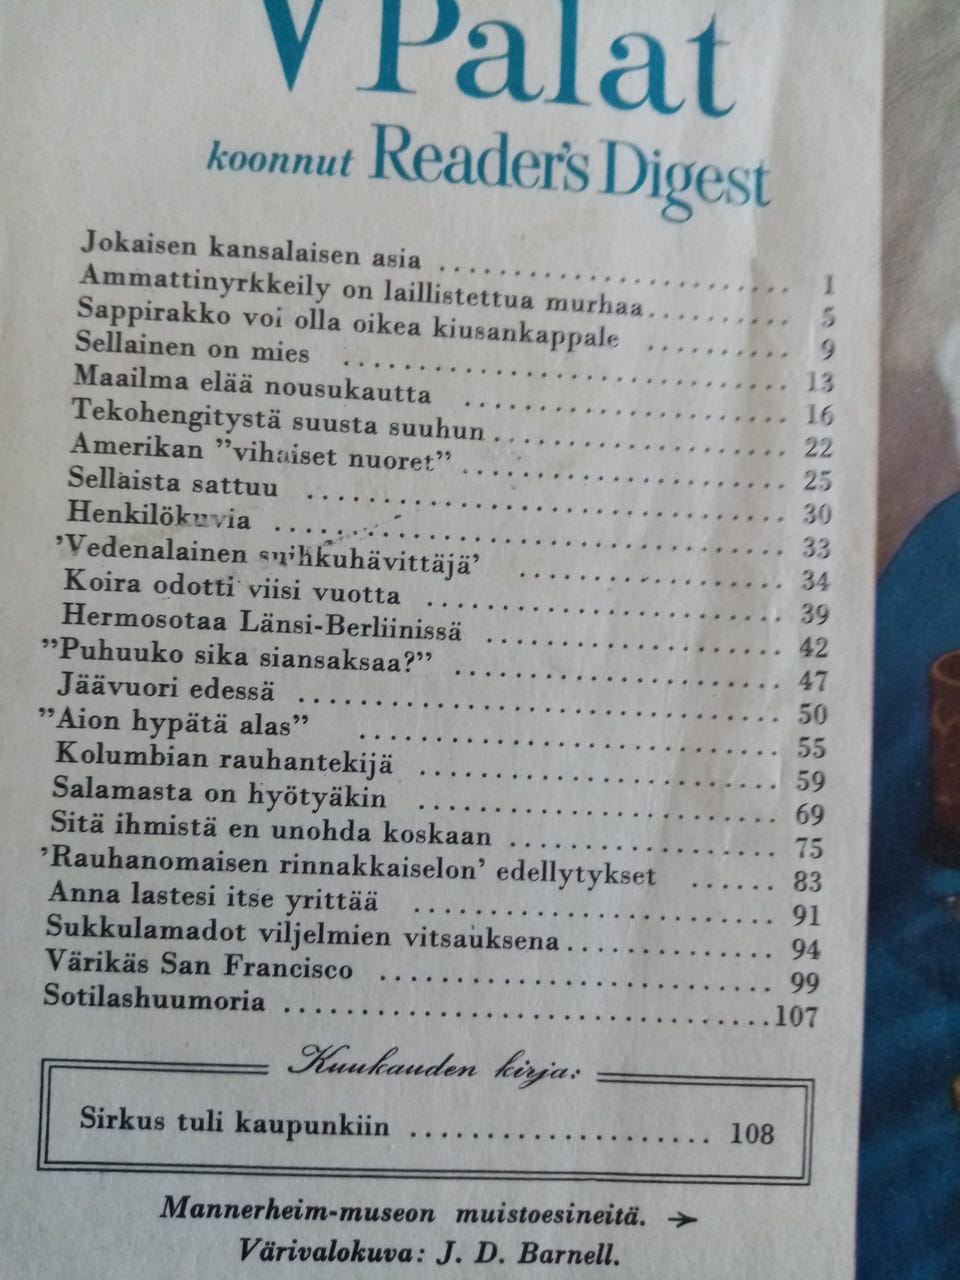 V Palat
koonnut Reader's Digest
Jokaisen kansalaisen asia .......................... 1
Ammattinyrkkeily on laillistettua murhaa.......... 5
Sappirakko voi olla oikea kiusankappale .......... 9
Sellainen on mies ................................ 13
Maailma elää nousukautta ........................ 16
Tekohengitystä suusta suuhun..................... 22
Amerikan ”vihaiset nuoret” ....................... 25
Sellaista sattuu ................................. 30
Henkilökuvia .................................... 33
’Vedenalainen suihkuhävittäjä’ .................. 34
Koira odotti viisi vuotta ........................ 39
Hermosotaa Länsi-Berliinissä .................... 42
”Puhuuko sika siansaksaa?” ...................... 47
Jäävuori edessä ................................. 50
”Aion hypätä alas” .............................. 55
Kolumbian rauhantekijä .......................... 59
Salamasta on hyötyäkin .......................... 69
Sitä ihmistä en unohda koskaan .................. 75
’Rauhanomaisen rinnakkaiselon’ edellytykset ...... 83
Anna lastesi itse yrittää ........................ 91
Sukkulamadot viljelmien vitsauksena.............. 94
Värikäs San Francisco ........................... 99
Sotilashuumoria .................................107
Kuukauden kirja:
Sirkus tuli kaupunkiin ..................... 108
Mannerheim-museon muistoesineitä. →
Värivalokuva: J. D. Barnell.